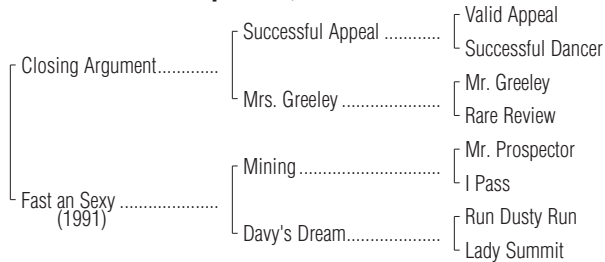 Valid Appeal
Successful Appeal ............
Successful Dancer
Closing Argument.............
Mr. Greeley
Mrs. Greeley .....................
Rare Review
Mr. Prospector
Mining ..............................
I Pass
Fast an Sexy .....................
(1991)
Run Dusty Run
Davy's Dream....................
Lady Summit